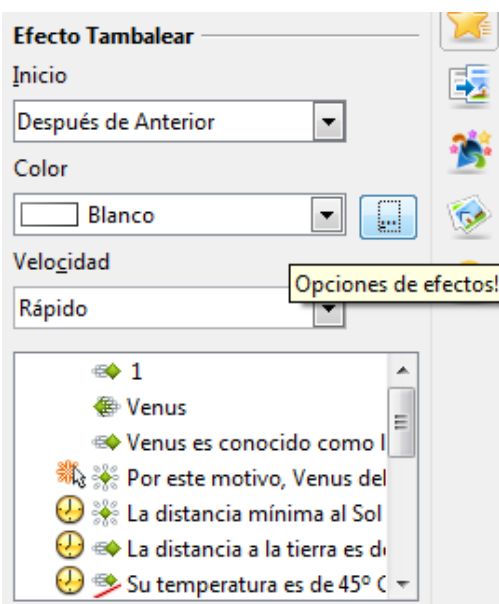 Efecto Tambalear
Inicio
Después de Anterior
Color
Blanco
...
Velocidad
Opciones de efectos!
Rápido
1
Venus
Venus es conocido como l
Por este motivo, Venus del
La distancia mínima al Sol
La distancia a la tierra es d
Su temperatura es de 45º C